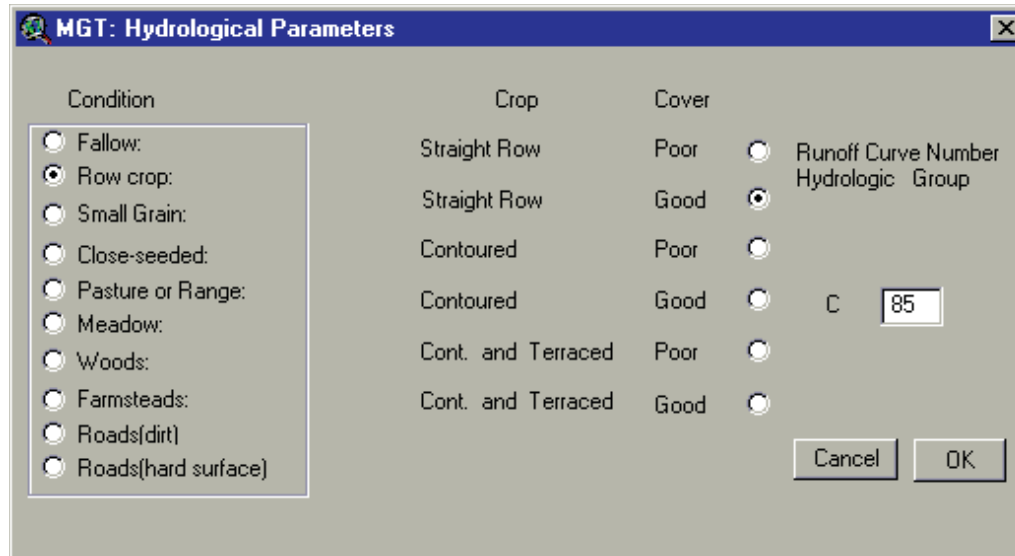 MGT: Hydrological Parameters
Condition
Fallow:
Row crop:
Small Grain:
Close-seeded:
Pasture or Range:
Meadow:
Woods:
Farmsteads:
Roads(dirt)
Roads(hard surface)
Crop Cover
Straight Row Poor
Straight Row Good
Contoured Poor
Contoured Good
Cont. and Terraced Poor
Cont. and Terraced Good
Runoff Curve Number
Hydrologic Group
C 85
Cancel OK